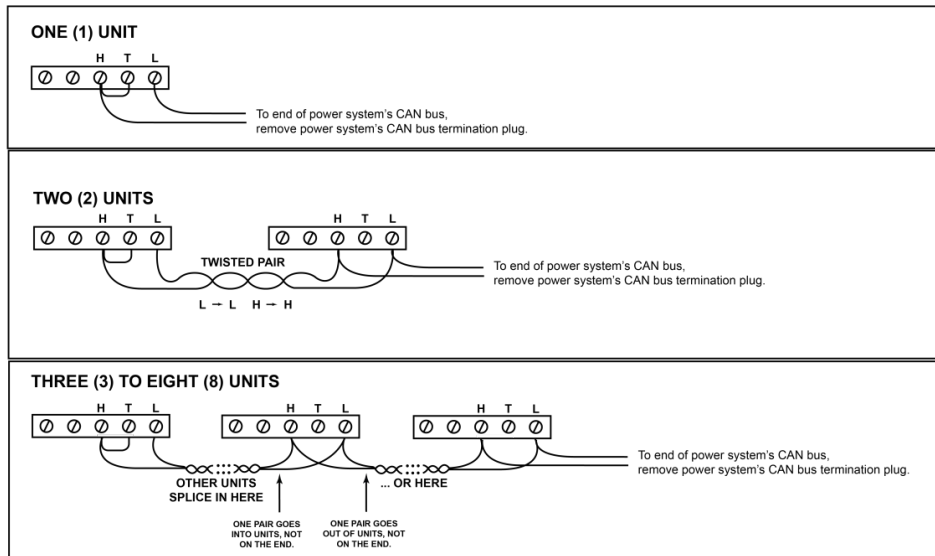 ONE (1) UNIT
H T L
To end of power system's CAN bus,
remove power system's CAN bus termination plug.
TWO (2) UNITS
H T L
H T L
TWISTED PAIR
L → L H → H
To end of power system's CAN bus,
remove power system's CAN bus termination plug.
THREE (3) TO EIGHT (8) UNITS
H T L
H T L
H T L
To end of power system's CAN bus,
remove power system's CAN bus termination plug.
OTHER UNITS
SPLICE IN HERE
... OR HERE
ONE PAIR GOES
INTO UNITS, NOT
ON THE END.
ONE PAIR GOES
OUT OF UNITS, NOT
ON THE END.